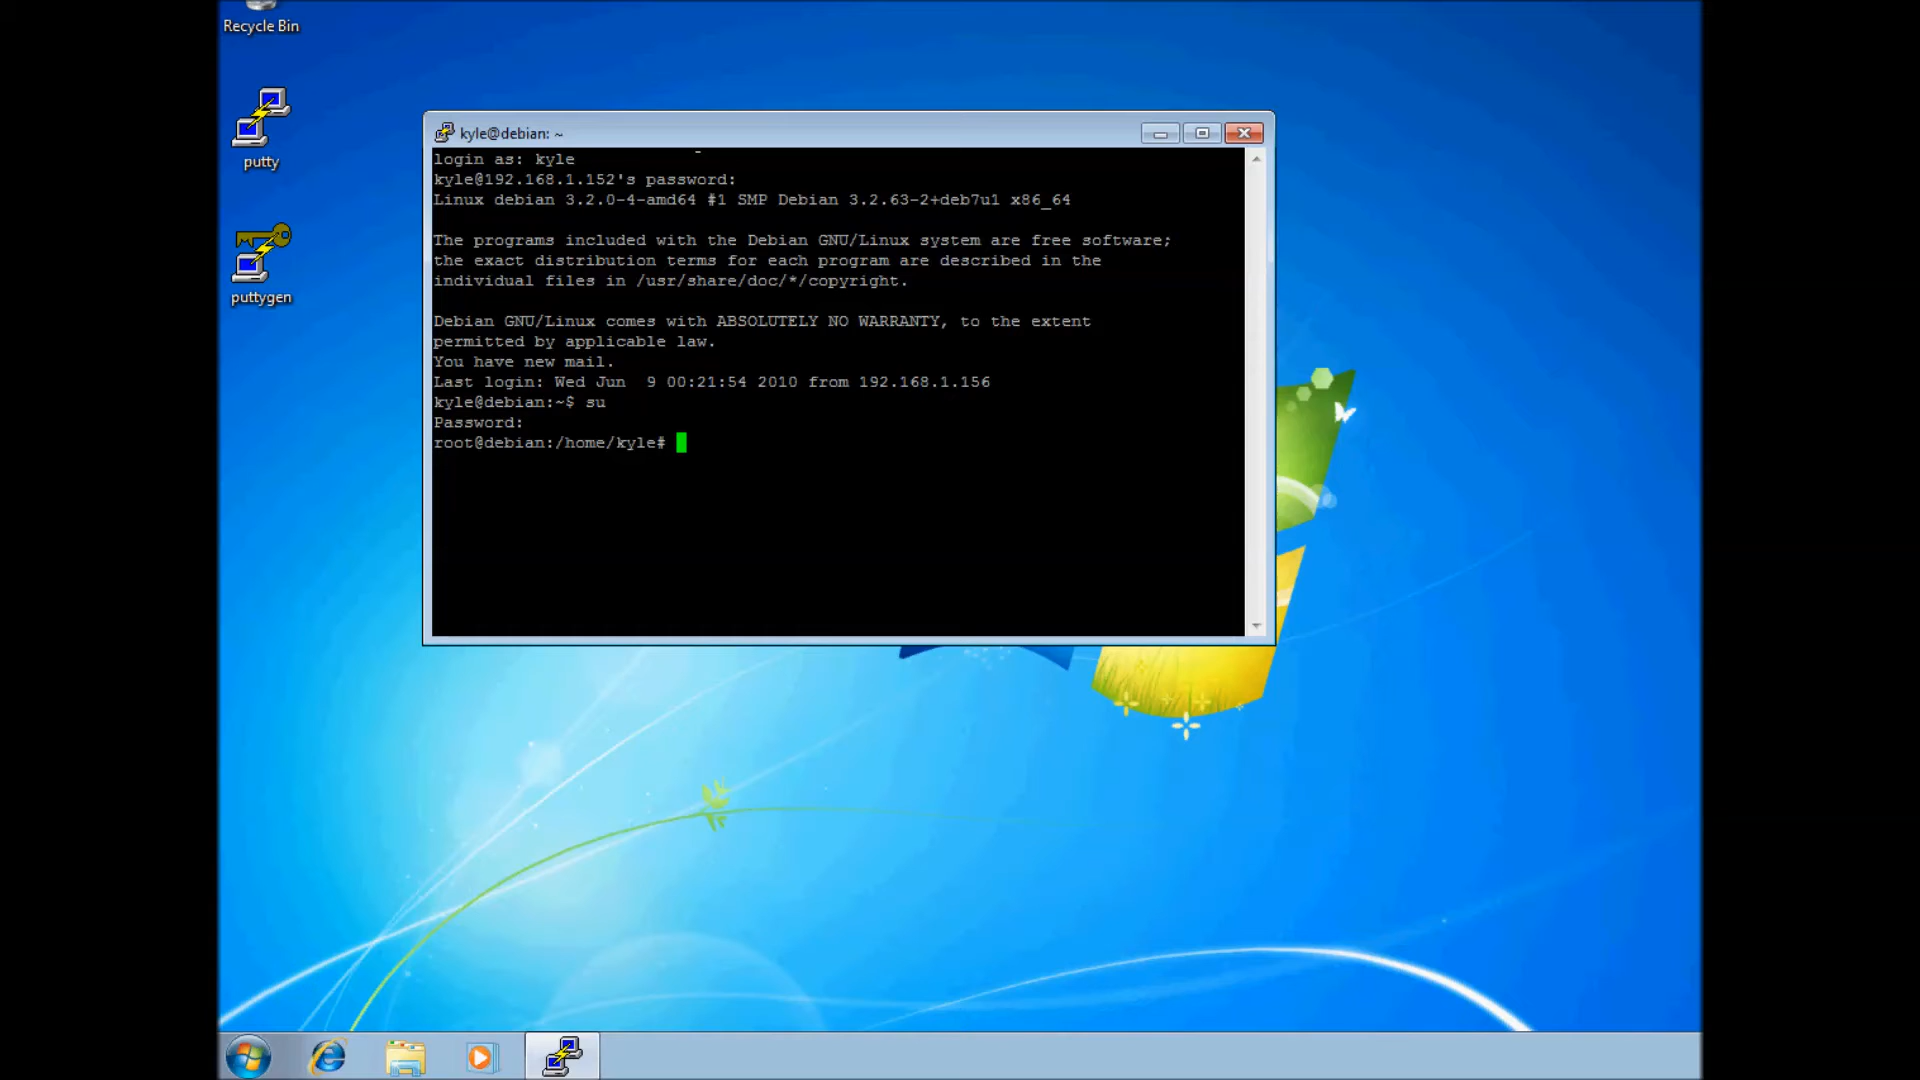 Recycle Bin
putty
puttygen
kyle@debian: ~
login as: kyle
kyle@192.168.1.152's password:
Linux debian 3.2.0-4-amd64 #1 SMP Debian 3.2.63-2+deb7u1 x86_64
The programs included with the Debian GNU/Linux system are free software;
the exact distribution terms for each program are described in the
individual files in /usr/share/doc/*/copyright.
Debian GNU/Linux comes with ABSOLUTELY NO WARRANTY, to the extent
permitted by applicable law.
You have new mail.
Last login: Wed Jun  9 00:21:54 2010 from 192.168.1.156
kyle@debian:~$ su
Password:
root@debian:/home/kyle#